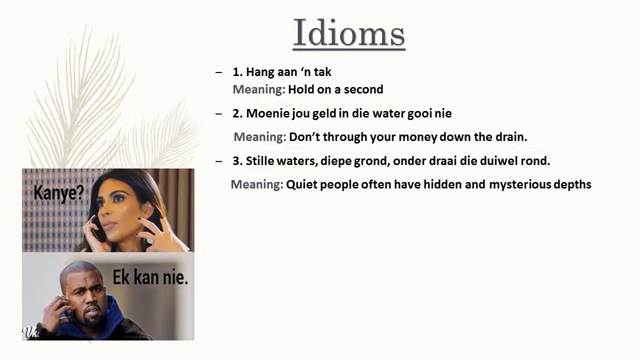 Idioms
– 1. Hang aan ‘n tak
Meaning: Hold on a second
– 2. Moenie jou geld in die water gooi nie
Meaning: Don’t through your money down the drain.
– 3. Stille waters, diepe grond, onder draai die duiwel rond.
Meaning: Quiet people often have hidden and mysterious depths
Kanye?
Ek kan nie.